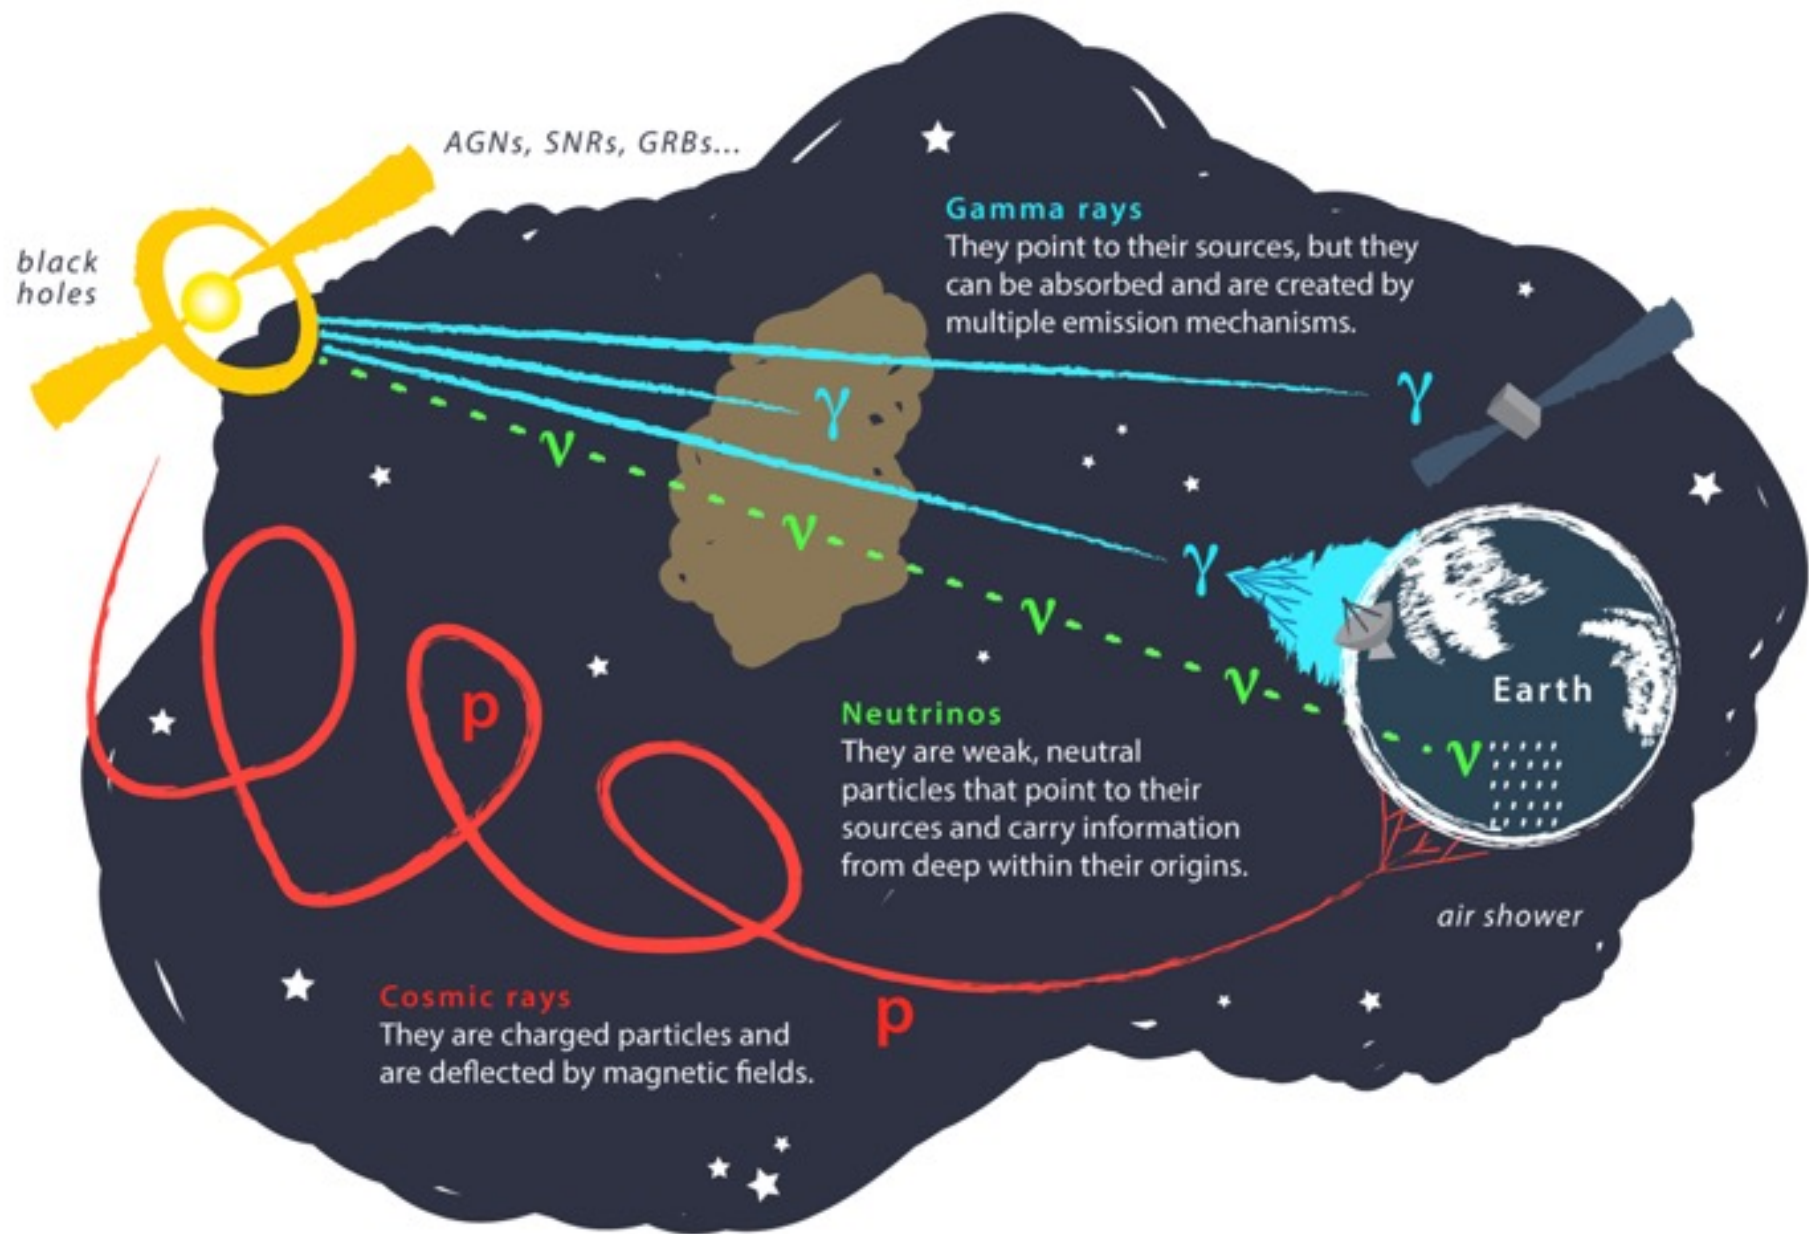 AGNs, SNRs, GRBs...
black
holes
Gamma rays
They point to their sources, but they
can be absorbed and are created by
multiple emission mechanisms.
γ
γ
ν
ν
γ
ν
ν
Earth
p
Neutrinos
They are weak, neutral
particles that point to their
sources and carry information
from deep within their origins.
ν
air shower
Cosmic rays
They are charged particles and
are deflected by magnetic fields.
p